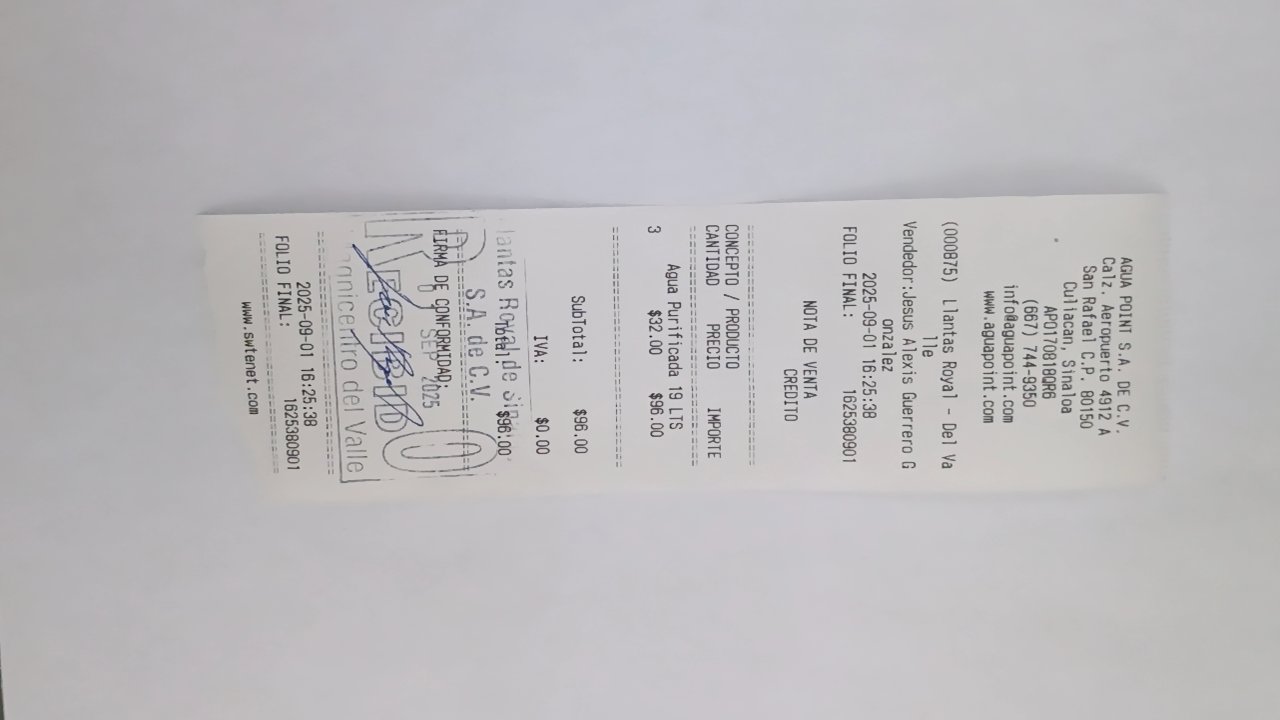 AGUA POINT S.A. DE C.V.
Calz. Aeropuerto 4912 A
San Rafael C.P. 80150
Culiacan, Sinaloa
APO170818QR6
(667) 744-9350
info@aguapoint.com
www.aguapoint.com
(000875) Llantas Royal - Del Va
lle
Vendedor:Jesus Alexis Guerrero G
onzalez
2025-09-01 16:25:38
FOLIO FINAL: 1625380901
NOTA DE VENTA
CREDITO
CONCEPTO / PRODUCTO
CANTIDAD PRECIO IMPORTE
Agua Purificada 19 LTS
3 $32.00 $96.00
SubTotal: $96.00
IVA: $0.00
Total: $96.00
lantas Royal de
S.A. de C.V.
FIRMA DE CONFORMIDAD:
SEP 2025
RECIBIDO
del Valle
2025-09-01 16:25:38
FOLIO FINAL: 1625380901
www.swtenet.com